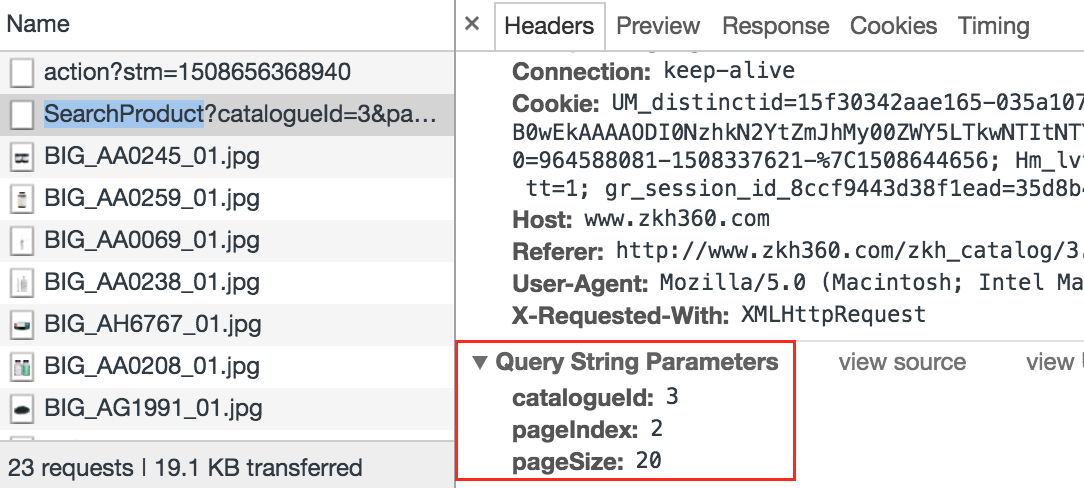 Name
action?stm=1508656368940
SearchProduct?catalogueId=3&pa…
BIG_AA0245_01.jpg
BIG_AA0259_01.jpg
BIG_AA0069_01.jpg
BIG_AA0238_01.jpg
BIG_AH6767_01.jpg
BIG_AA0208_01.jpg
BIG_AG1991_01.jpg
23 requests | 19.1 KB transferred
× Headers Preview Response Cookies Timing
Connection: keep-alive
Cookie: UM_distinctid=15f30342aae165-035a107
B0wEkAAAAODI0NzhkN2YtZmJhMy00ZWY5LTkwNTItNTY
0=964588081-1508337621-%7C1508644656; Hm_lv
tt=1; gr_session_id_8ccf9443d38f1ead=35d8b4
Host: www.zkh360.com
Referer: http://www.zkh360.com/zkh_catalog/3.
User-Agent: Mozilla/5.0 (Macintosh; Intel Ma
X-Requested-With: XMLHttpRequest
▼ Query String Parameters view source view
catalogueId: 3
pageIndex: 2
pageSize: 20